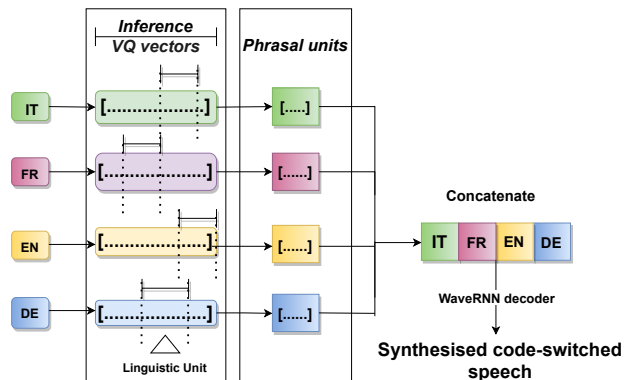 Inference
VQ vectors
Phrasal units
IT
[..................]
[.....]
FR
[..................]
[......]
Concatenate
EN
[..................]
[......]
IT FR EN DE
WaveRNN decoder
DE
[..................]
[......]
Synthesised code-switched
speech
Linguistic Unit